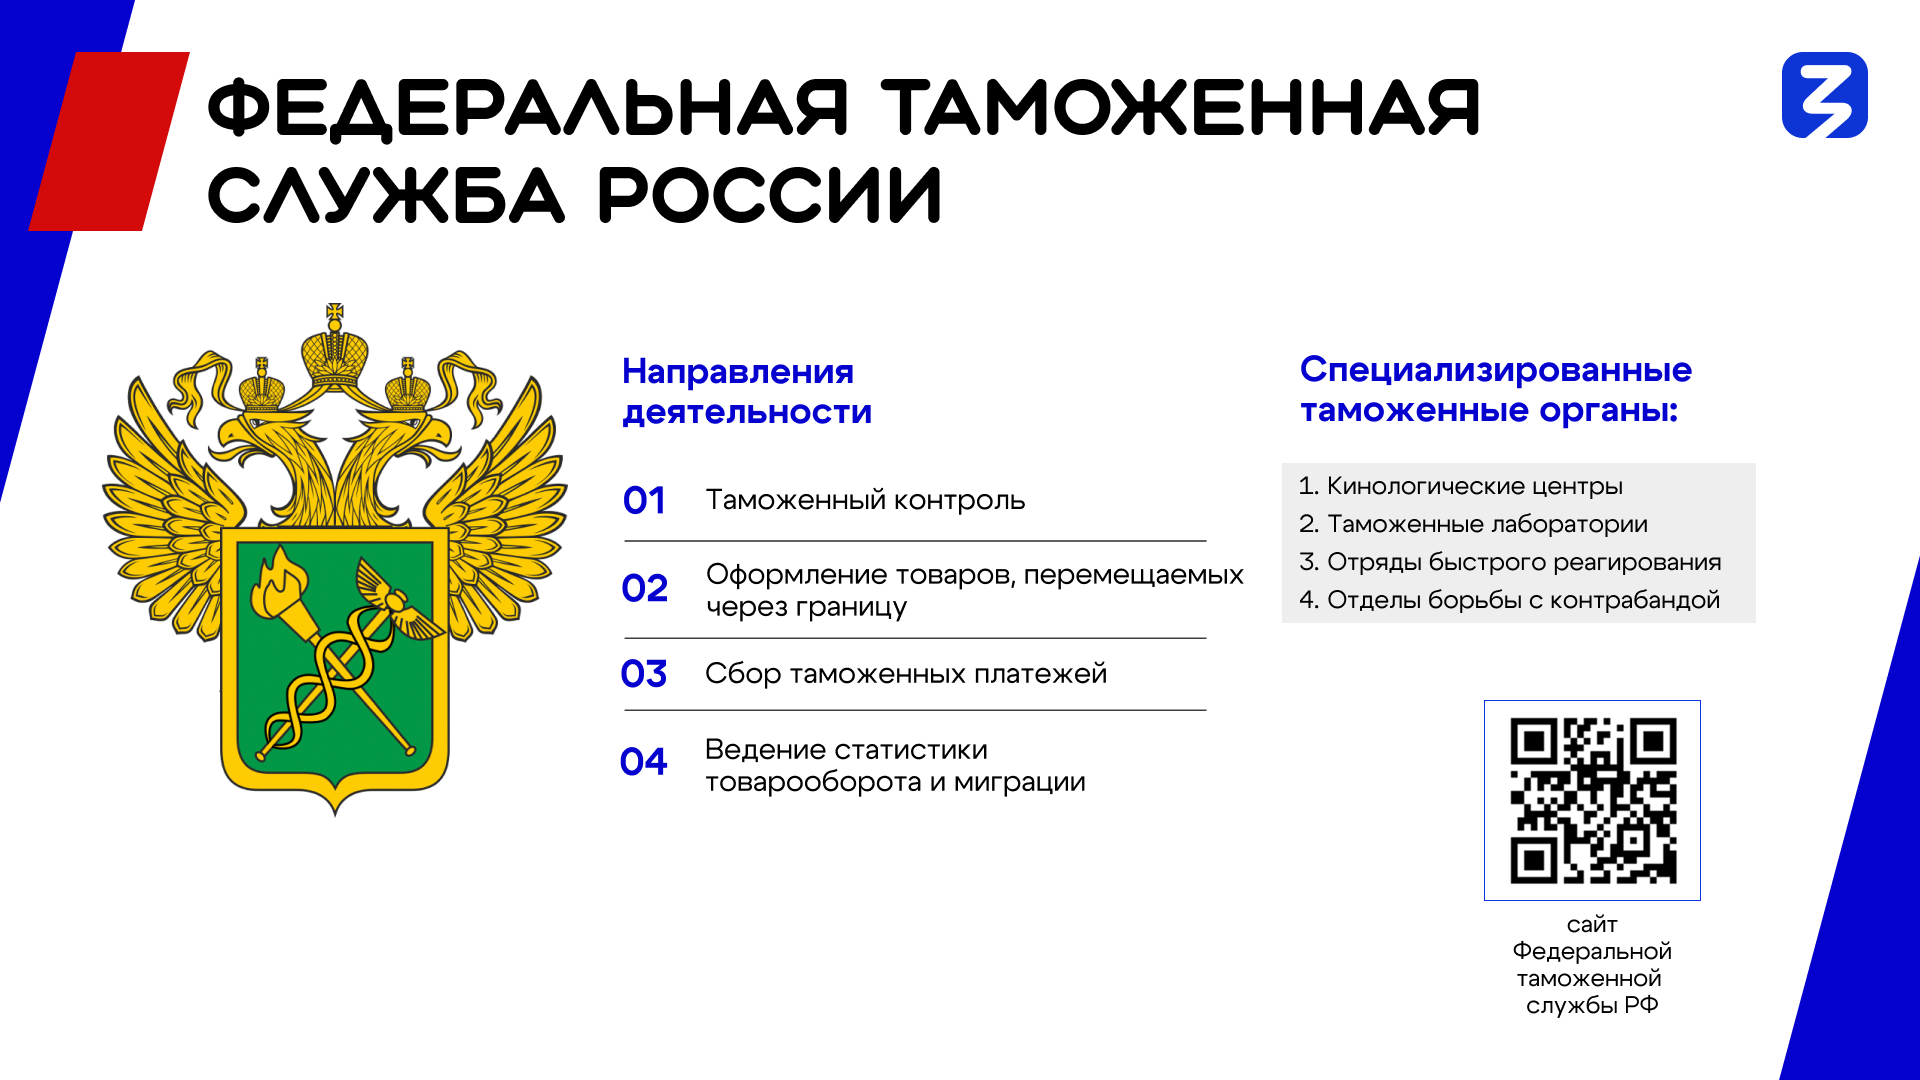 ФЕДЕРАЛЬНАЯ ТАМОЖЕННАЯ
СЛУЖБА РОССИИ
Направления
деятельности
01 Таможенный контроль
02 Оформление товаров, перемещаемых
через границу
03 Сбор таможенных платежей
04 Ведение статистики
товарооборота и миграции
Специализированные
таможенные органы:
1. Кинологические центры
2. Таможенные лаборатории
3. Отряды быстрого реагирования
4. Отделы борьбы с контрабандой
сайт
Федеральной
таможенной
службы РФ